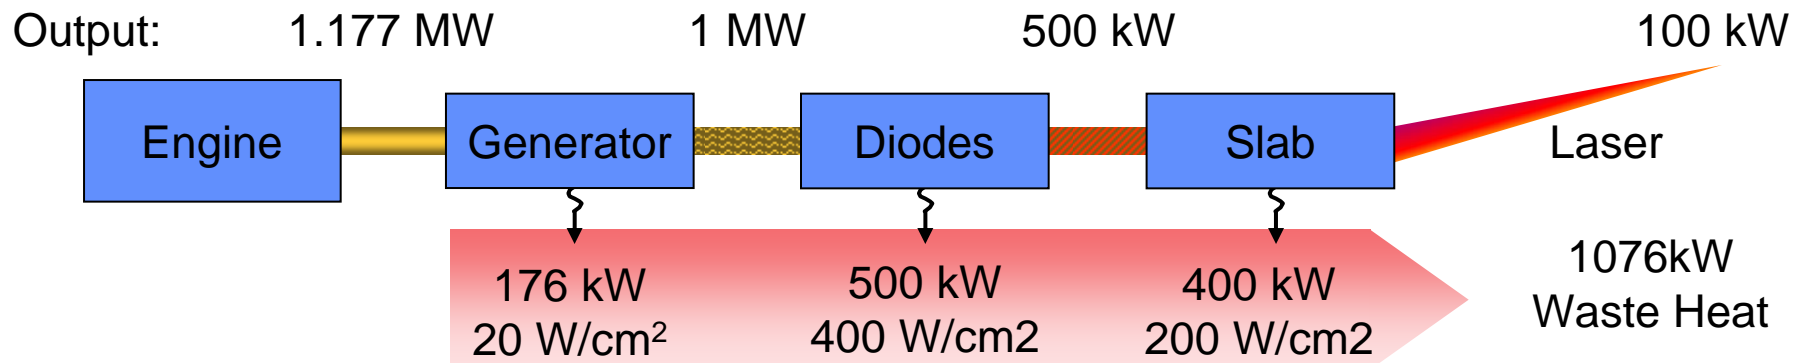 Output: 1.177 MW 1 MW 500 kW 100 kW
Engine Generator Diodes Slab Laser
176 kW 500 kW 400 kW 1076kW
20 W/cm² 400 W/cm2 200 W/cm2 Waste Heat